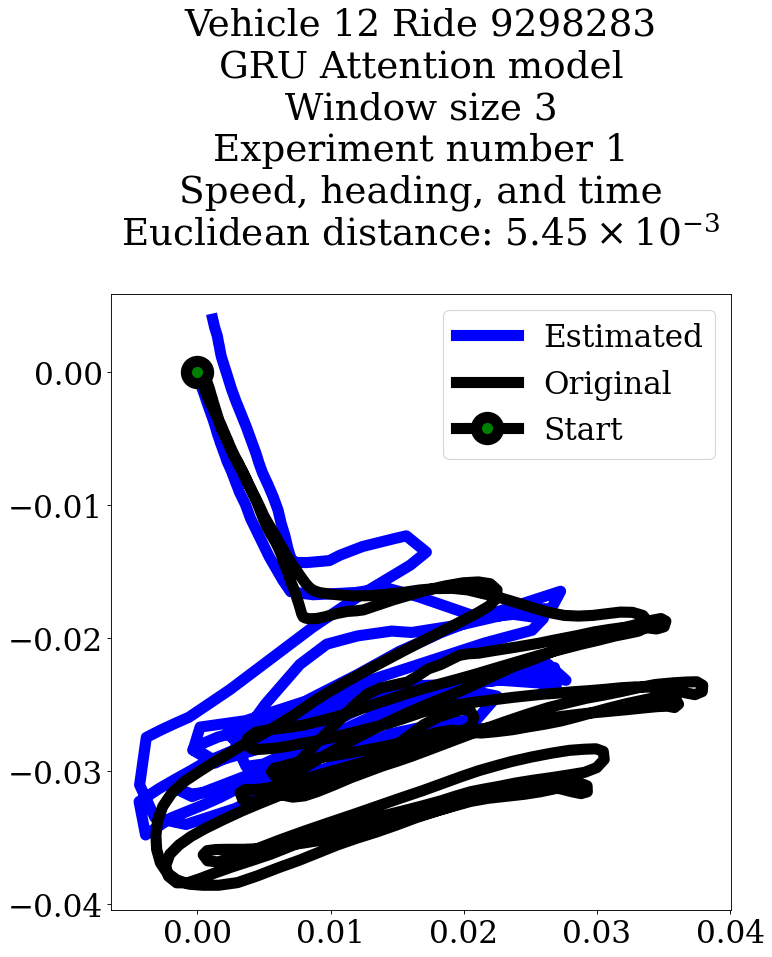 Vehicle 12 Ride 9298283
GRU Attention model
Window size 3
Experiment number 1
Speed, heading, and time
Euclidean distance: 5.45 × 10⁻³
Estimated
Original
Start
0.00
−0.01
−0.02
−0.03
−0.04
0.00 0.01 0.02 0.03 0.04